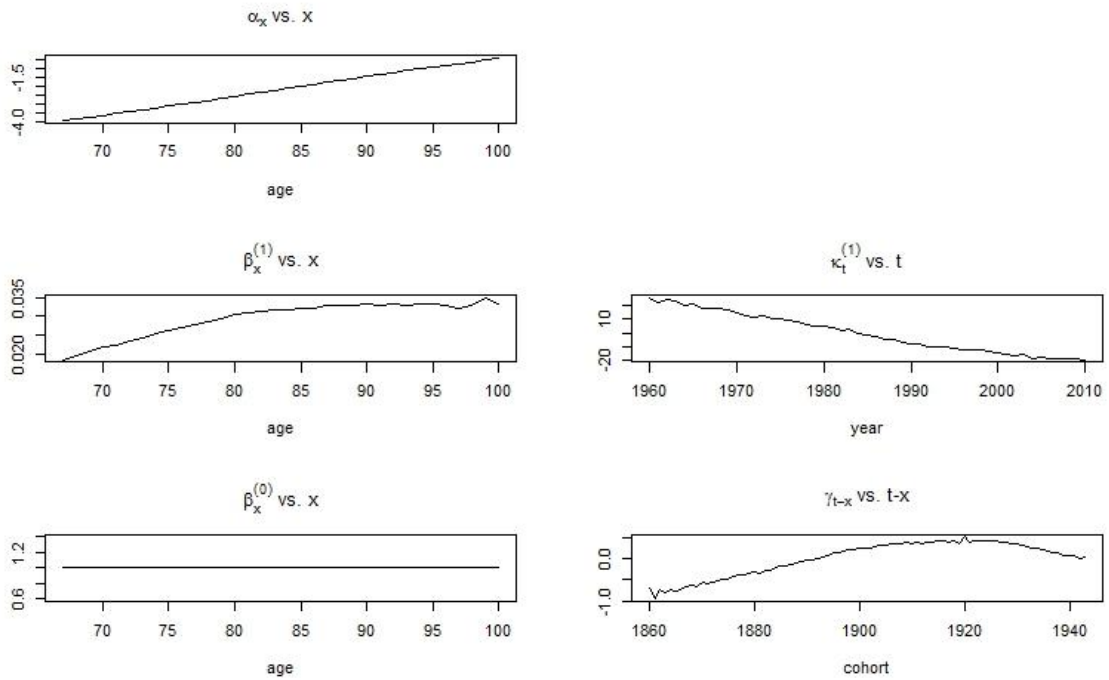 αx vs. x
-1.5
-4.0
70 75 80 85 90 95 100
age
βx(1) vs. x
0.035
0.020
70 75 80 85 90 95 100
age
κt(1) vs. t
10
-20
1960 1970 1980 1990 2000 2010
year
βx(0) vs. x
1.2
0.6
70 75 80 85 90 95 100
age
γt−x vs. t-x
0.0
-1.0
1860 1880 1900 1920 1940
cohort